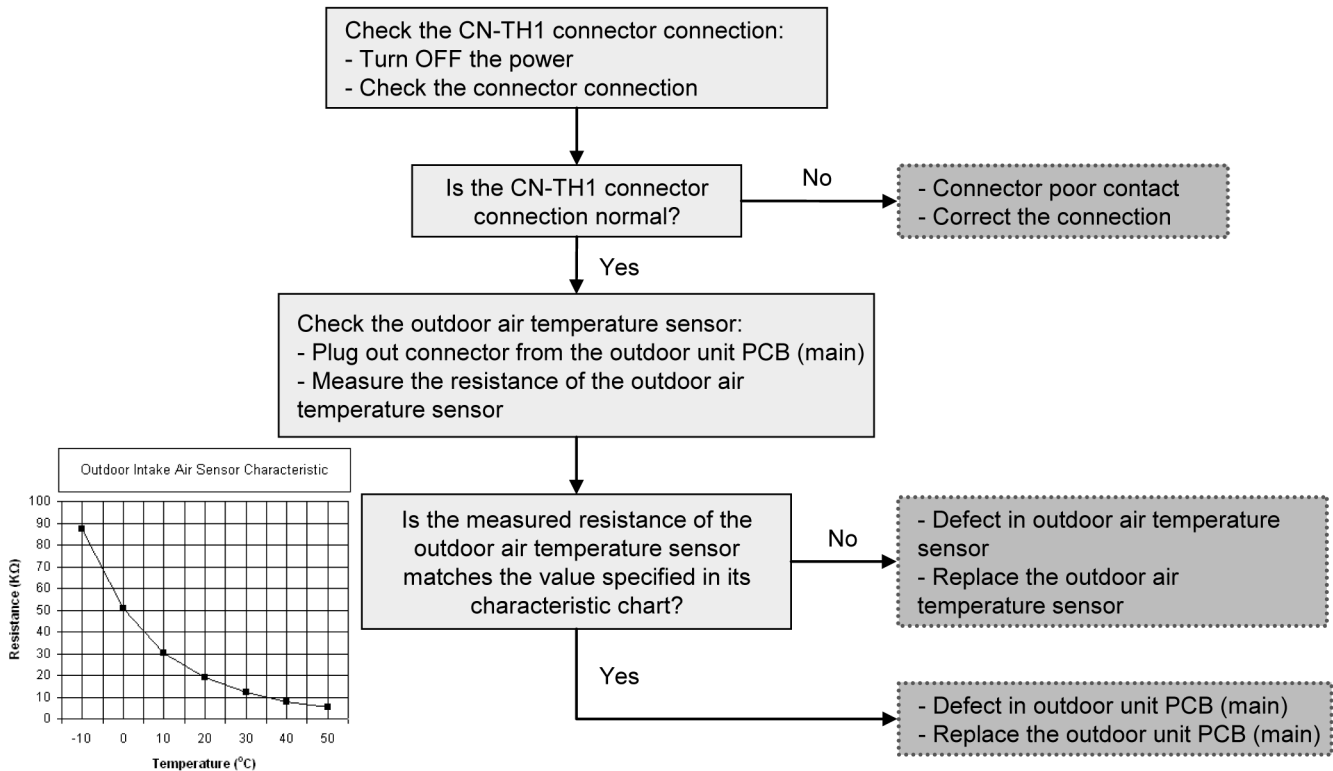 Check the CN-TH1 connector connection:
- Turn OFF the power
- Check the connector connection
Is the CN-TH1 connector
connection normal?
No
- Connector poor contact
- Correct the connection
Yes
Check the outdoor air temperature sensor:
- Plug out connector from the outdoor unit PCB (main)
- Measure the resistance of the outdoor air
temperature sensor
Outdoor Intake Air Sensor Characteristic
Resistance (KΩ)
100
90
80
70
60
50
40
30
20
10
0
-10 0 10 20 30 40 50
Temperature (°C)
Is the measured resistance of the
outdoor air temperature sensor
matches the value specified in its
characteristic chart?
No
- Defect in outdoor air temperature
sensor
- Replace the outdoor air
temperature sensor
Yes
- Defect in outdoor unit PCB (main)
- Replace the outdoor unit PCB (main)